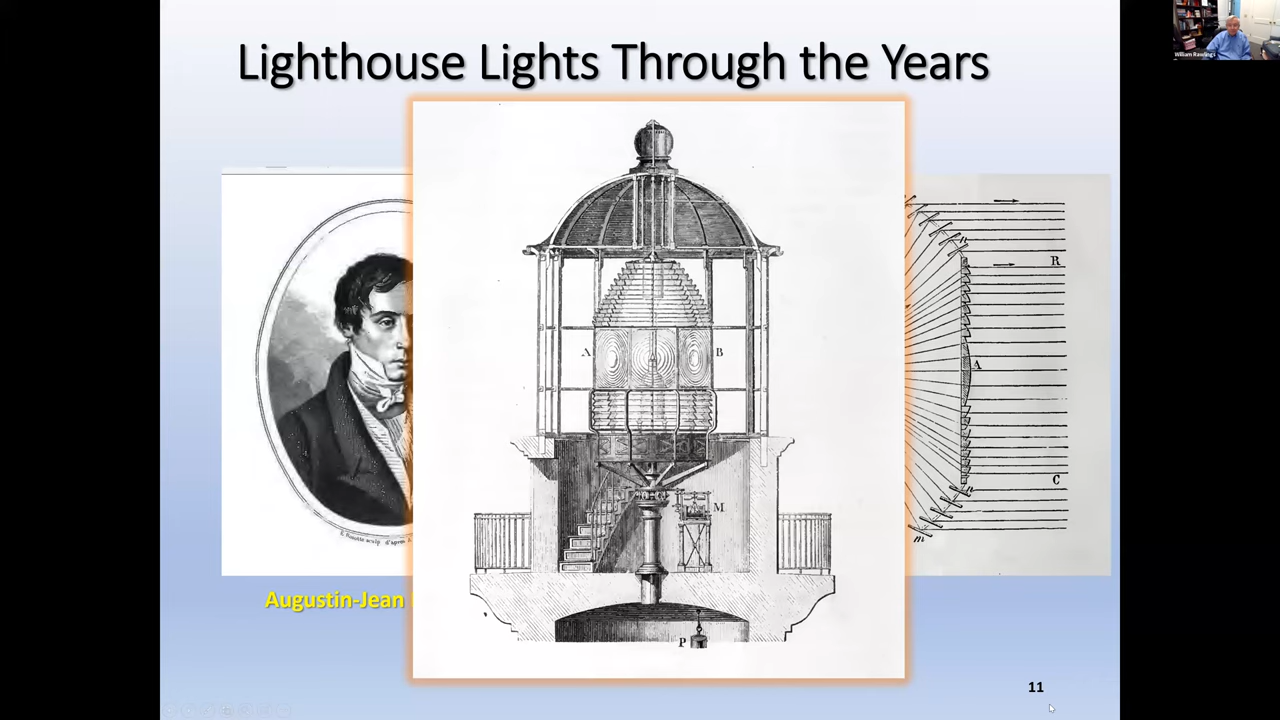 Lighthouse Lights Through the Years
William Rawlings
A
B
M
P
R
A
C
n
m
Augustin-Jean
11